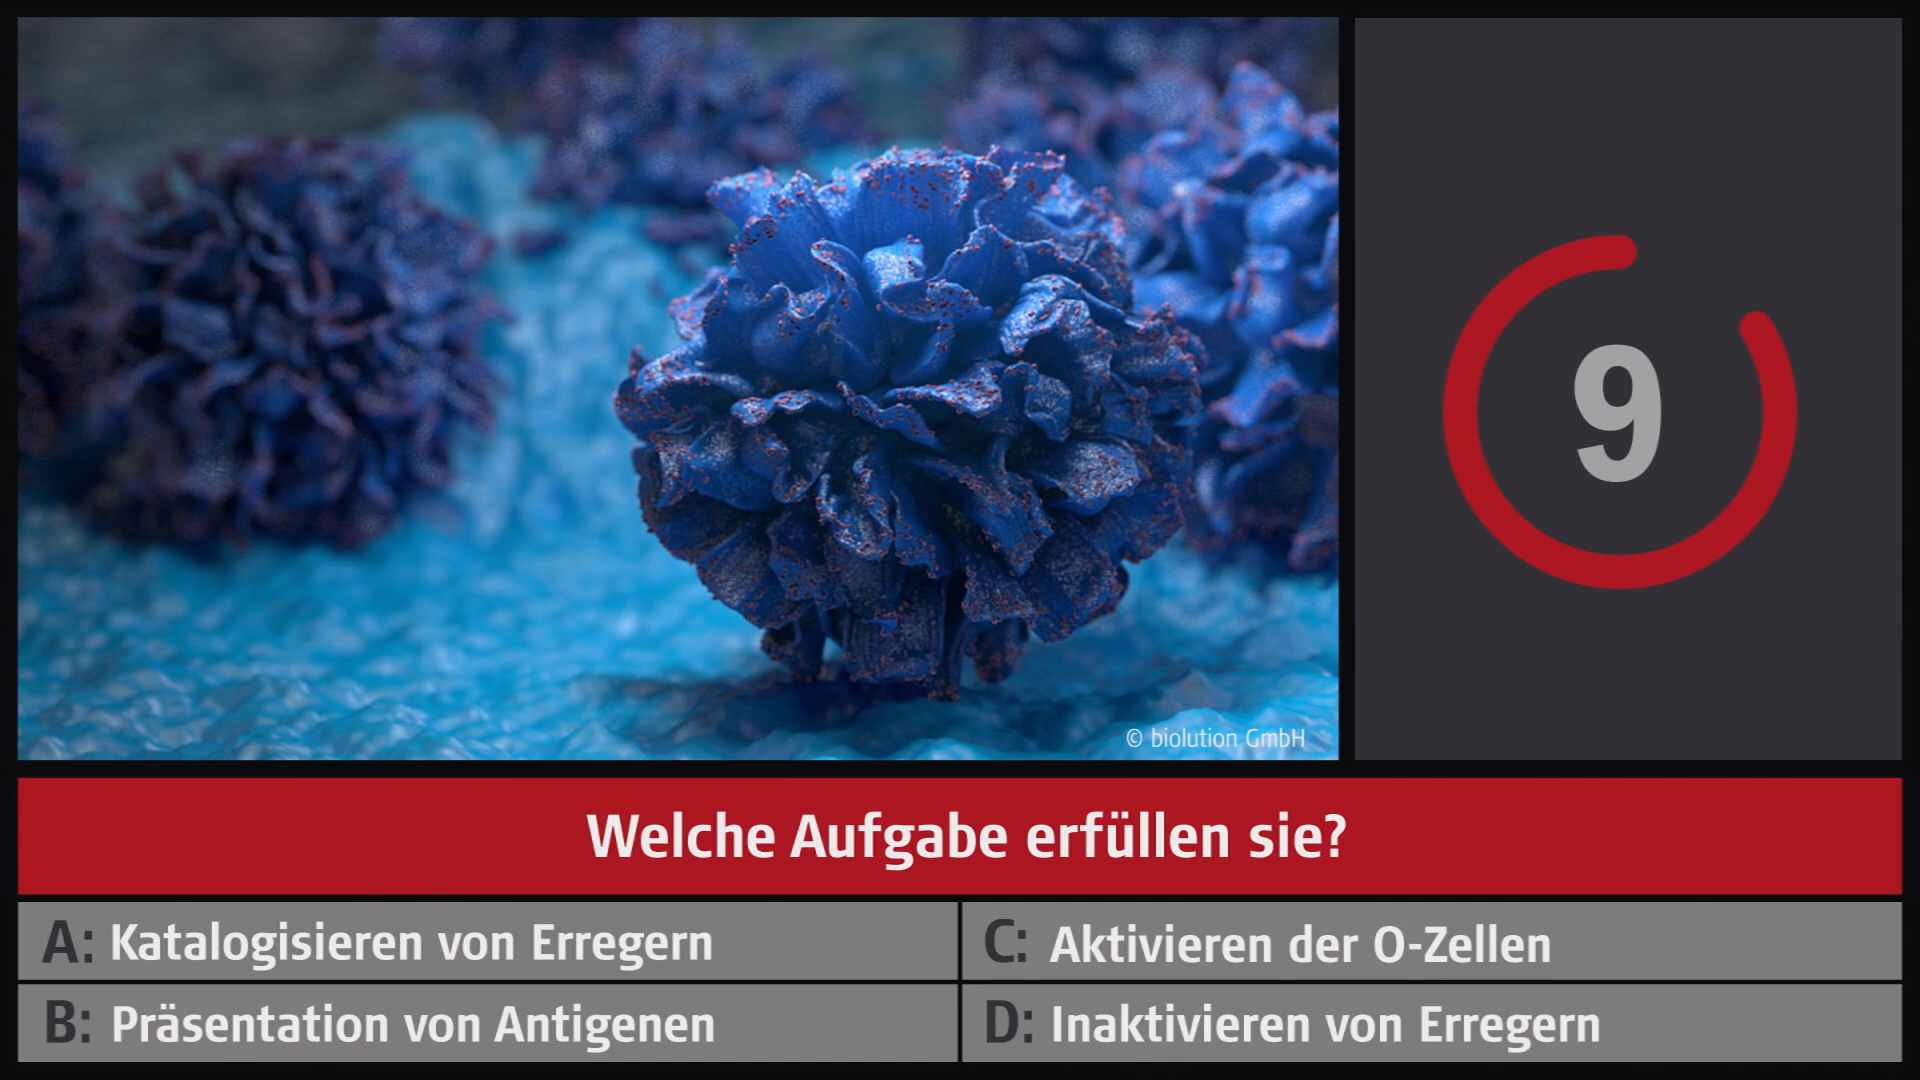 © biolution GmbH
9
Welche Aufgabe erfüllen sie?
A: Katalogisieren von Erregern
B: Präsentation von Antigenen
C: Aktivieren der O-Zellen
D: Inaktivieren von Erregern